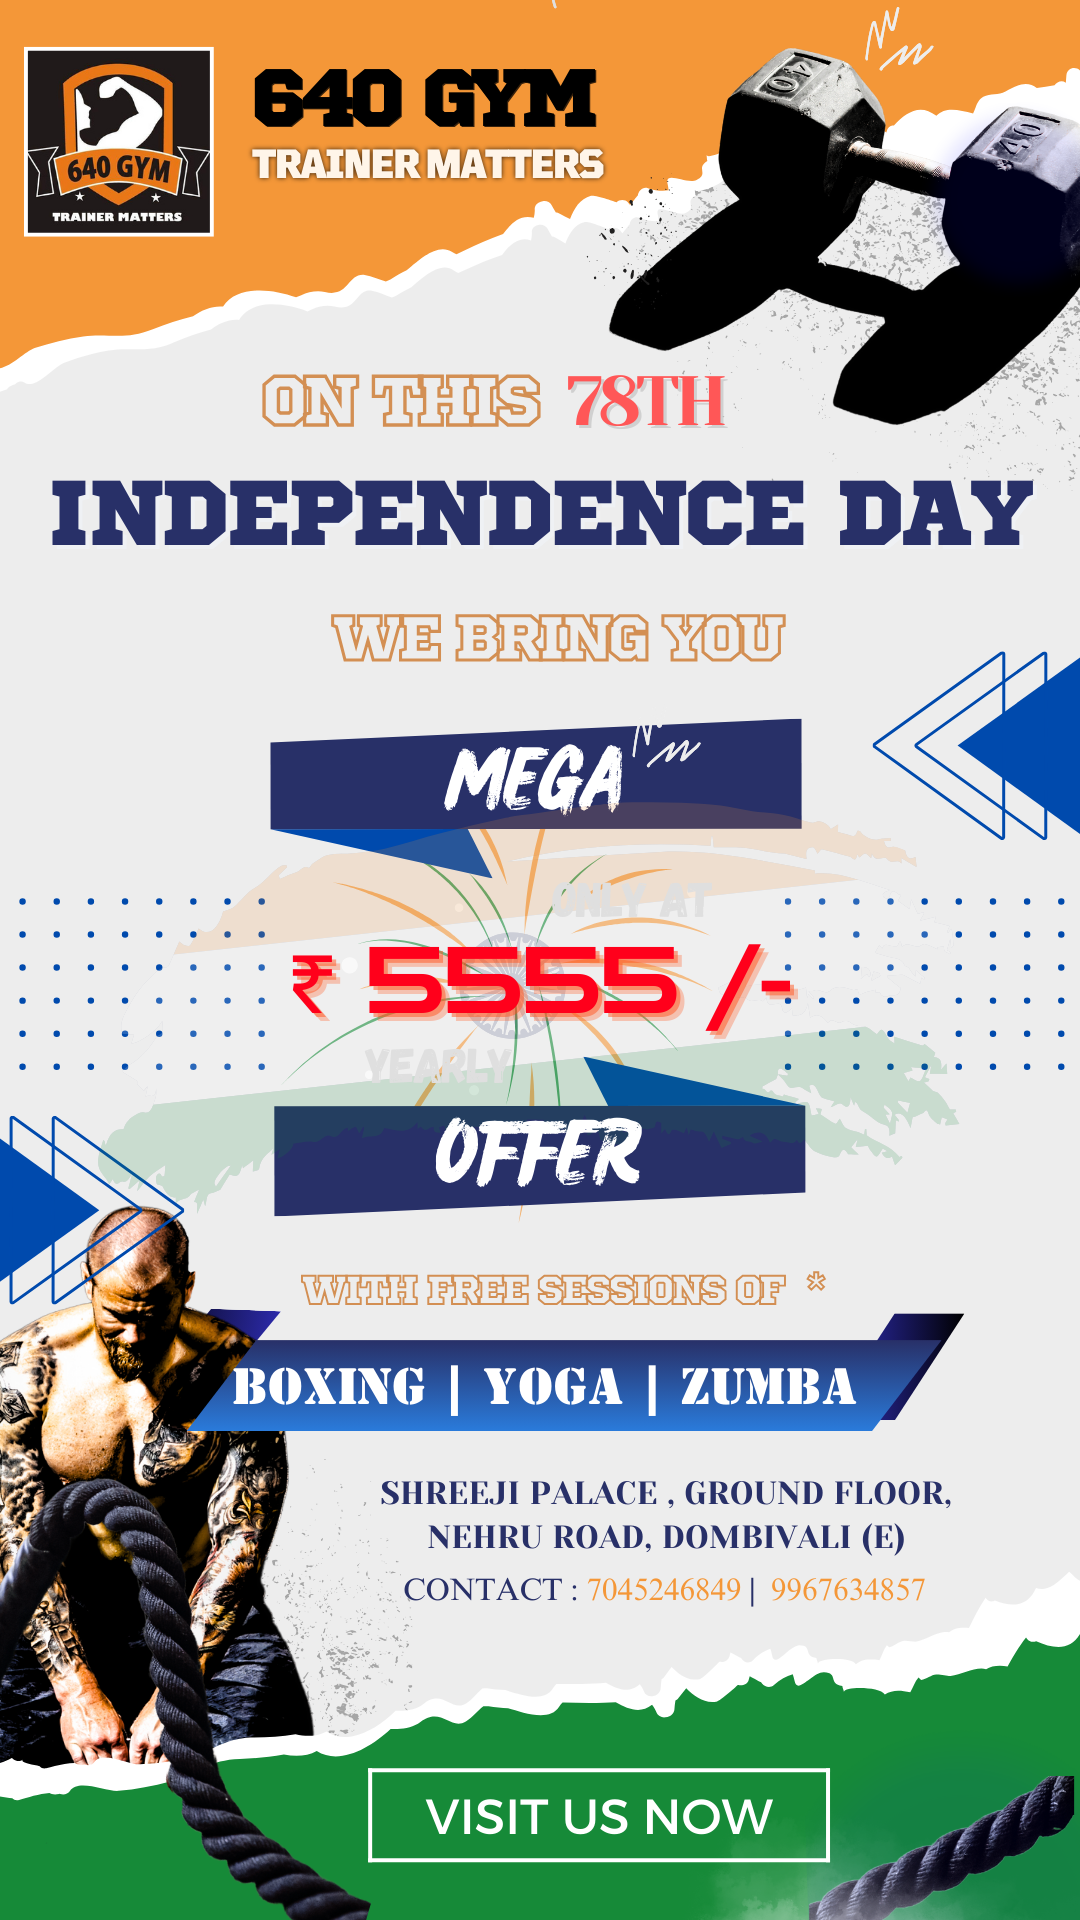 640 GYM
TRAINER MATTERS
640 GYM
TRAINER MATTERS
40
40
ON THIS 78TH
INDEPENDENCE DAY
WE BRING YOU
MEGA
ONLY AT
₹ 5555 /-
YEARLY
OFFER
WITH FREE SESSIONS OF *
BOXING | YOGA | ZUMBA
SHREEJI PALACE , GROUND FLOOR,
NEHRU ROAD, DOMBIVALI (E)
CONTACT : 7045246849 | 9967634857
VISIT US NOW